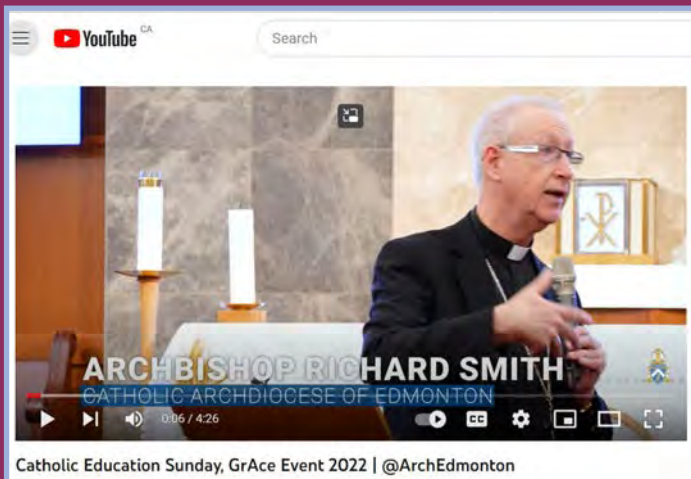 YouTube CA
Search
ARCHBISHOP RICHARD SMITH
CATHOLIC ARCHDIOCESE OF EDMONTON
0:06 / 4:26
CC
Catholic Education Sunday, GrAce Event 2022 | @ArchEdmonton